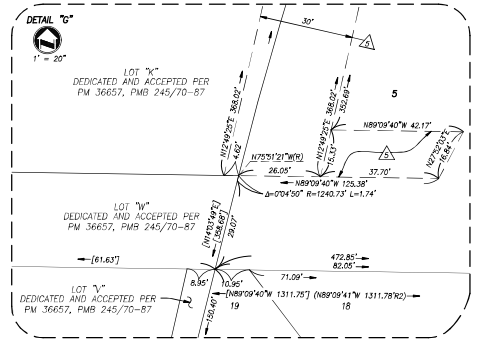 DETAIL "G"
1' = 20"
30'
5
LOT "K"
DEDICATED AND ACCEPTED PER
PM 36657, PMB 245/70-87
N12°49'25"E 368.02'
4.62'
N12°49'25"E 368.02'
15.33'
352.69'
5
N89°09'40"W 42.17'
N27°52'03"E
16.84'
5
N75°51'21"W(R)
26.05'
37.70'
N89°09'40"W 125.38'
Δ=0°04'50" R=1240.73' L=1.74'
LOT "W"
DEDICATED AND ACCEPTED PER
PM 36657, PMB 245/70-87
[N14°03'49"E]
[358.68']
29.07'
[61.63']
472.85'
82.05'
71.09'
8.95'
10.95'
LOT "V"
DEDICATED AND ACCEPTED PER
PM 36657, PMB 245/70-87
150.40'
[N89°09'40"W 1311.75'] (N89°09'41"W 1311.78'R2)
19
18